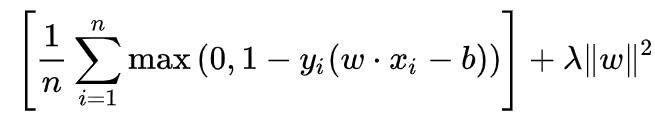 [1/n ∑_{i=1}^{n} max (0, 1 − y_i(w · x_i − b))] + λ‖w‖²